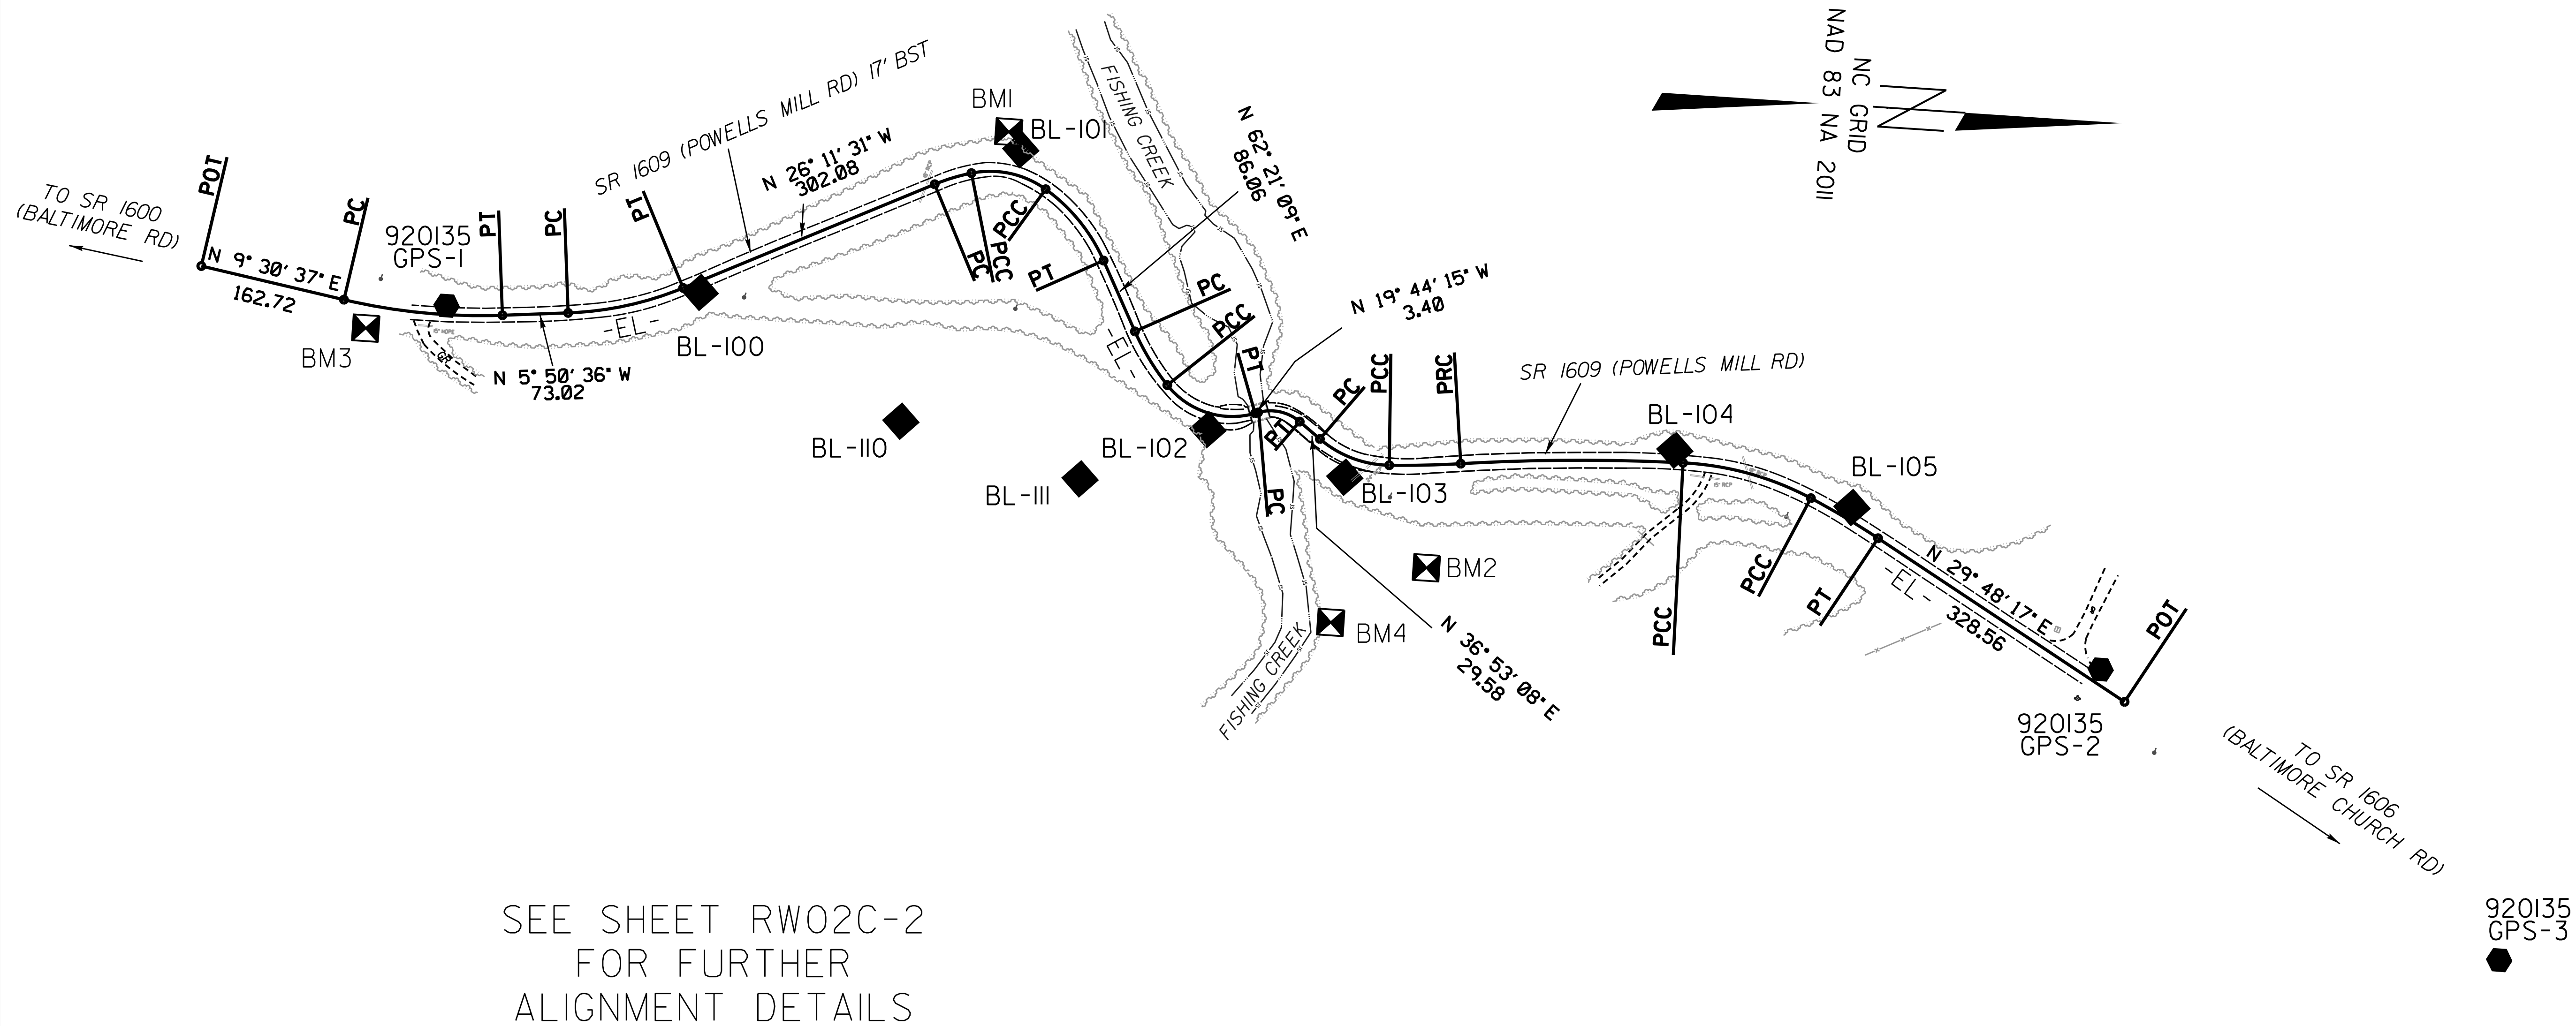 NC GRID
NAD 83 NA 2011
TO SR 1600
(BALTIMORE RD)
POT
N 9° 30' 37" E
162.72
PC
920135
GPS-1
BM3
PT
PC
N 5° 50' 36" W
73.02
-EL-
PT
BL-100
SR 1609 (POWELLS MILL RD) 17' BST
N 26° 11' 31" W
302.08
BM1
BL-101
PC
PCC
PCC
PT
FISHING CREEK
N 62° 21' 09" E
86.06
PC
PCC
-EL-
BL-110
BL-111
BL-102
PT
N 19° 44' 15" W
3.40
PC
PT
PC
PCC
PRC
BL-103
N 36° 53' 08" E
29.58
BM2
BM4
FISHING CREEK
SR 1609 (POWELLS MILL RD)
BL-104
BL-105
15" HDPE
GR
15" RCP
PCC
PCC
PT
-EL-
N 29° 48' 17" E
328.56
POT
920135
GPS-2
TO SR 1606
(BALTIMORE CHURCH RD)
920135
GPS-3
SEE SHEET RW02C-2
FOR FURTHER
ALIGNMENT DETAILS